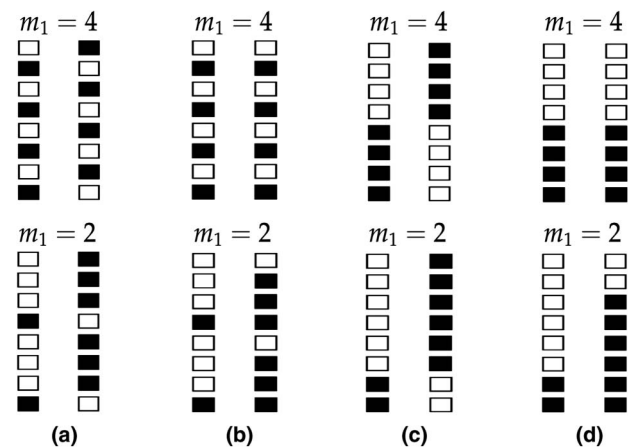 m₁ = 4 m₁ = 4 m₁ = 4 m₁ = 4
m₁ = 2 m₁ = 2 m₁ = 2 m₁ = 2
(a) (b) (c) (d)